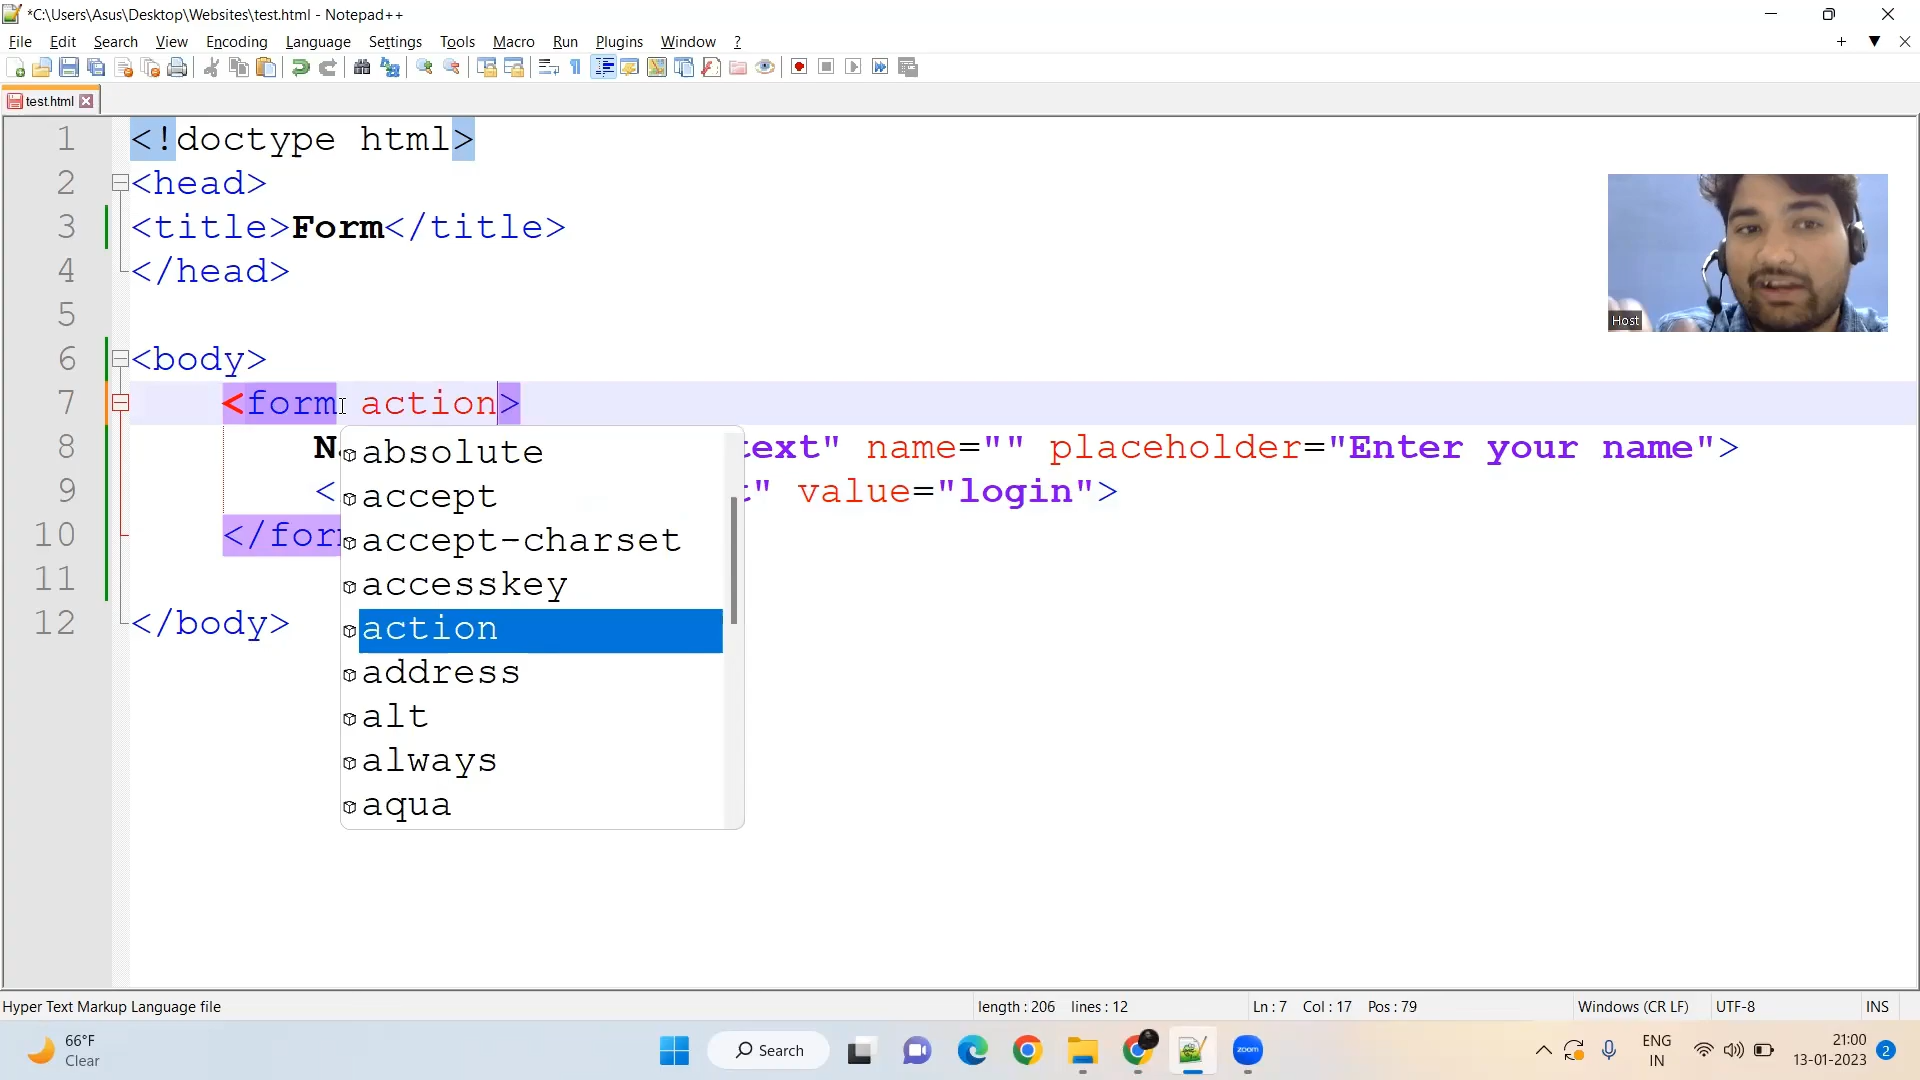 *C:\Users\Asus\Desktop\Websites\test.html - Notepad++
File Edit Search View Encoding Language Settings Tools Macro Run Plugins Window ?
test.html
1 <!doctype html>
2 <head>
3 <title>Form</title>
4 </head>
5
6 <body>
7 <form action>
8 N text" name="" placeholder="Enter your name">
9 < t" value="login">
10 </form
11
12 </body>
absolute
accept
accept-charset
accesskey
action
address
alt
always
aqua
Host
Hyper Text Markup Language file length : 206 lines : 12 Ln : 7 Col : 17 Pos : 79 Windows (CR LF) UTF-8 INS
66°F
Clear
Search
zoom
ENG
IN
21:00
13-01-2023
2